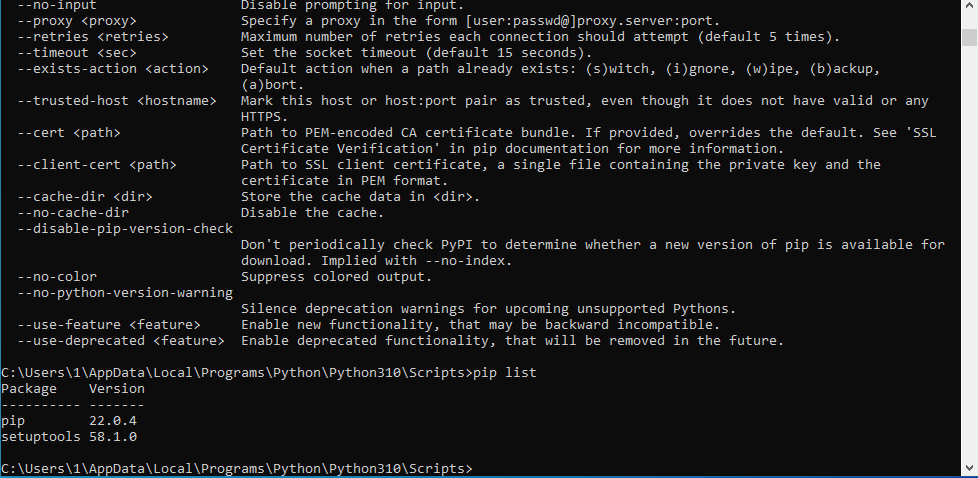 --no-input                  Disable prompting for input.
--proxy <proxy>             Specify a proxy in the form [user:passwd@]proxy.server:port.
--retries <retries>         Maximum number of retries each connection should attempt (default 5 times).
--timeout <sec>             Set the socket timeout (default 15 seconds).
--exists-action <action>    Default action when a path already exists: (s)witch, (i)gnore, (w)ipe, (b)ackup,
                            (a)bort.
--trusted-host <hostname>   Mark this host or host:port pair as trusted, even though it does not have valid or any
                            HTTPS.
--cert <path>               Path to PEM-encoded CA certificate bundle. If provided, overrides the default. See 'SSL
                            Certificate Verification' in pip documentation for more information.
--client-cert <path>        Path to SSL client certificate, a single file containing the private key and the
                            certificate in PEM format.
--cache-dir <dir>           Store the cache data in <dir>.
--no-cache-dir              Disable the cache.
--disable-pip-version-check
                            Don't periodically check PyPI to determine whether a new version of pip is available for
                            download. Implied with --no-index.
--no-color                  Suppress colored output.
--no-python-version-warning
                            Silence deprecation warnings for upcoming unsupported Pythons.
--use-feature <feature>     Enable new functionality, that may be backward incompatible.
--use-deprecated <feature>  Enable deprecated functionality, that will be removed in the future.
C:\Users\1\AppData\Local\Programs\Python\Python310\Scripts>pip list
Package    Version
---------- -------
pip        22.0.4
setuptools 58.1.0
C:\Users\1\AppData\Local\Programs\Python\Python310\Scripts>